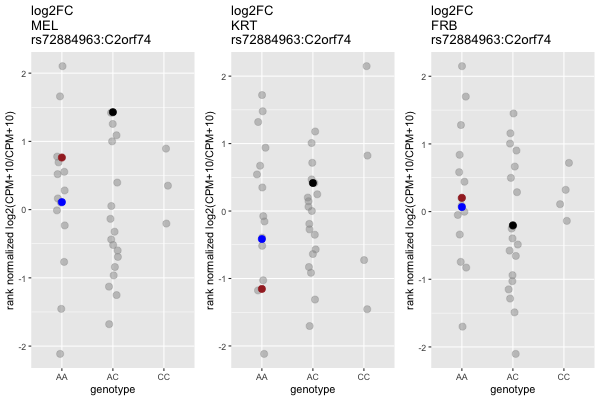 log2FC
MEL
rs72884963:C2orf74
rank normalized log2(CPM+10/CPM+10)
2
1
0
-1
-2
AA
AC
CC
genotype
log2FC
KRT
rs72884963:C2orf74
rank normalized log2(CPM+10/CPM+10)
2
1
0
-1
-2
AA
AC
CC
genotype
log2FC
FRB
rs72884963:C2orf74
rank normalized log2(CPM+10/CPM+10)
2
1
0
-1
-2
AA
AC
CC
genotype